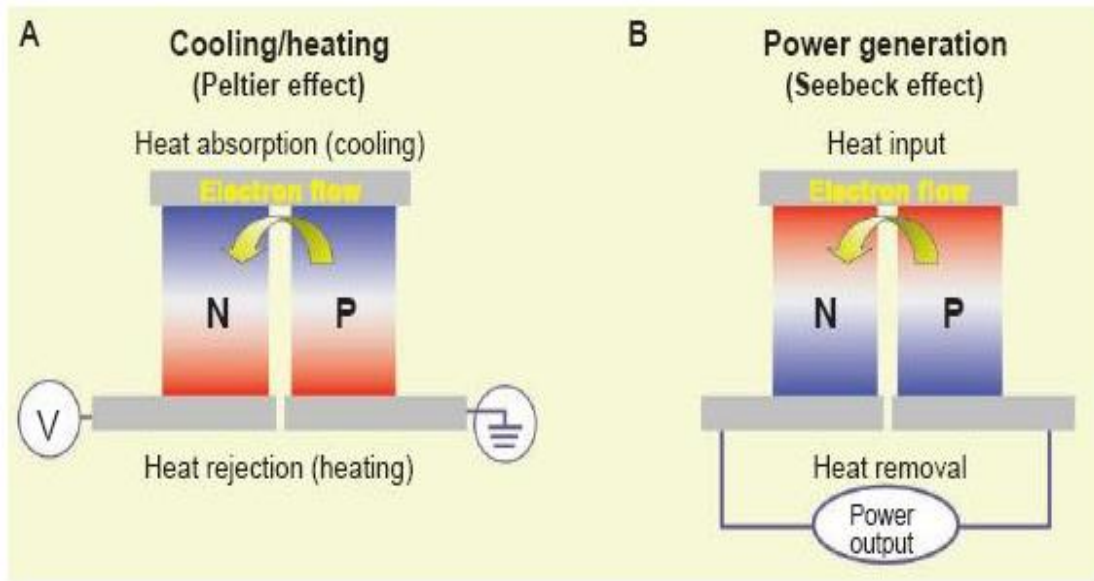 A
Cooling/heating
(Peltier effect)
Heat absorption (cooling)
Electron flow
N
P
V
Heat rejection (heating)
B
Power generation
(Seebeck effect)
Heat input
Electron flow
N
P
Heat removal
Power
output